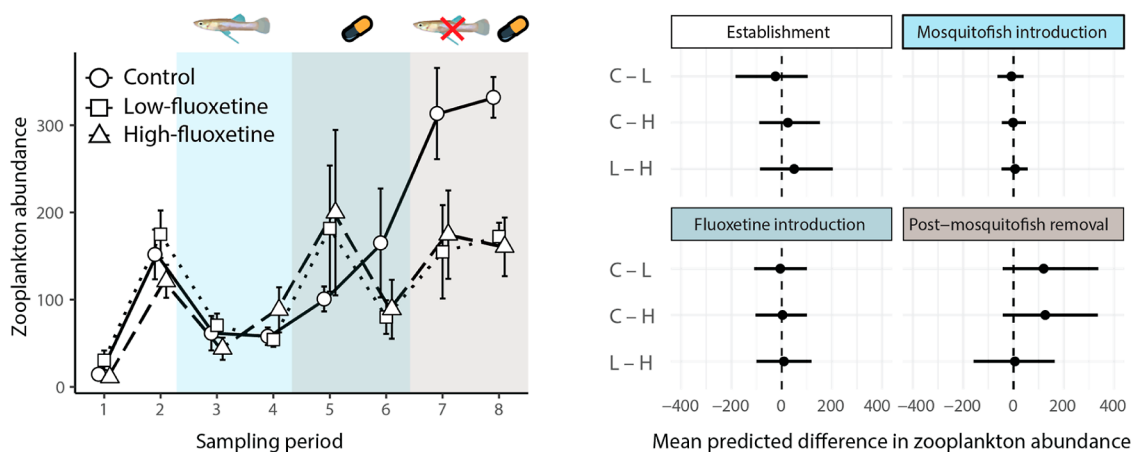 Control
Low-fluoxetine
High-fluoxetine
Zooplankton abundance
300
200
100
0
1 2 3 4 5 6 7 8
Sampling period
Establishment
Mosquitofish introduction
C – L
C – H
L – H
Fluoxetine introduction
Post−mosquitofish removal
C – L
C – H
L – H
−400 −200 0 200 400 −400 −200 0 200 400
Mean predicted difference in zooplankton abundance